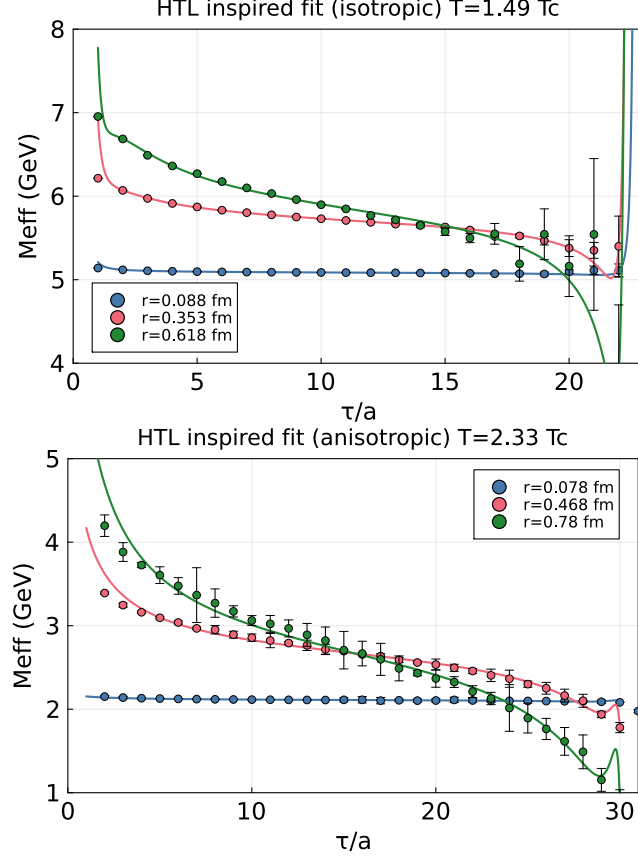 HTL inspired fit (isotropic) T=1.49 Tc
8
7
6
5
4
Meff (GeV)
r=0.088 fm
r=0.353 fm
r=0.618 fm
0
5
10
15
20
τ/a
HTL inspired fit (anisotropic) T=2.33 Tc
5
4
3
2
1
Meff (GeV)
r=0.078 fm
r=0.468 fm
r=0.78 fm
0
10
20
30
τ/a